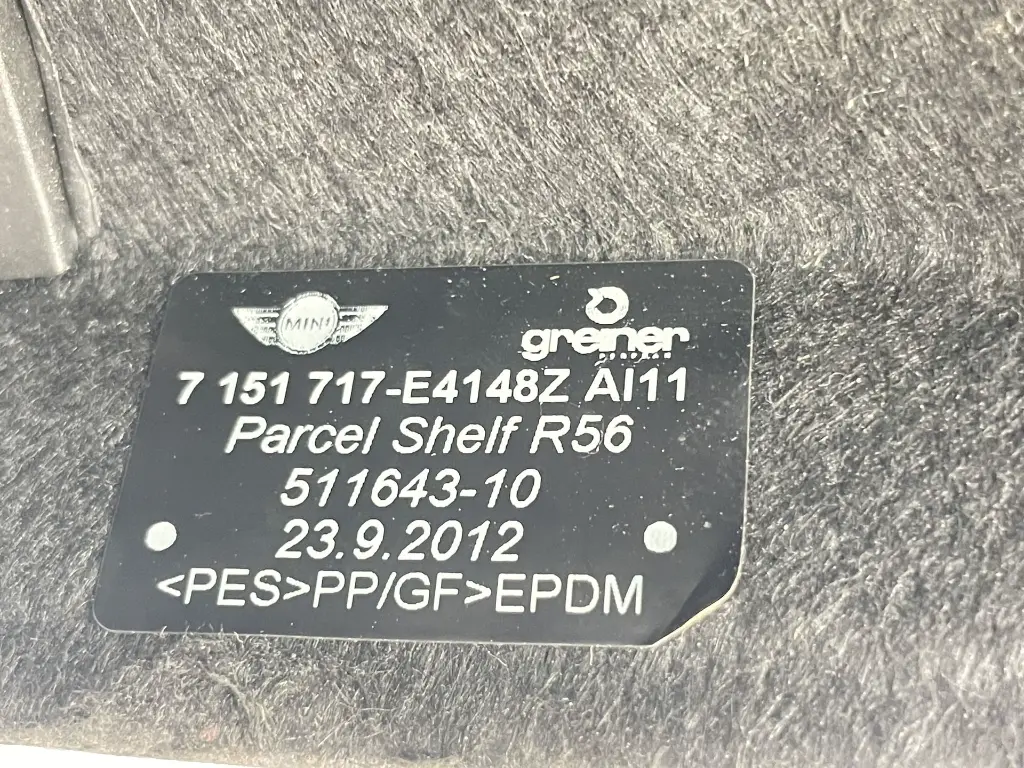 MINI
greiner
7 151 717-E4148Z AI11
Parcel Shelf R56
511643-10
23.9.2012
<PES>PP/GF>EPDM